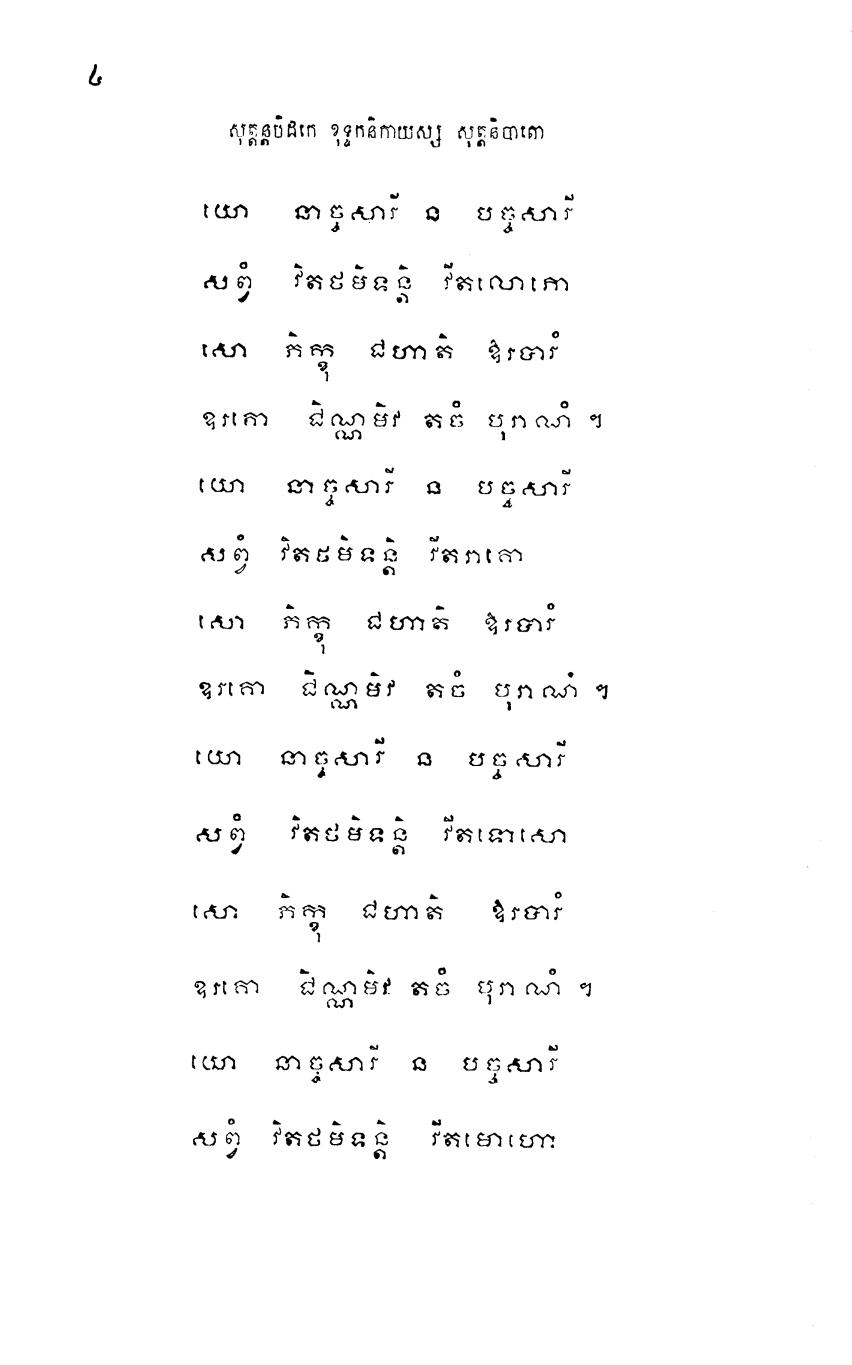 ៤
សុត្តន្តបិដកេ ខុទ្ទកនិកាយស្ស សុត្តនិបាតោ
យោ នាច្ចសារី ន បច្ចសារី
សព្វំ វិតថមិទន្តិ វីតលោភោ
សោ ភិក្ខុ ជហាតិ ឱរបារំ
ឧរគោ ជិណ្ណមិវ តចំ បុរាណំ ។
យោ នាច្ចសារី ន បច្ចសារី
សព្វំ វិតថមិទន្តិ វីតរាគោ
សោ ភិក្ខុ ជហាតិ ឱរបារំ
ឧរគោ ជិណ្ណមិវ តចំ បុរាណំ ។
យោ នាច្ចសារី ន បច្ចសារី
សព្វំ វិតថមិទន្តិ វីតទោសោ
សោ ភិក្ខុ ជហាតិ ឱរបារំ
ឧរគោ ជិណ្ណមិវ តចំ បុរាណំ ។
យោ នាច្ចសារី ន បច្ចសារី
សព្វំ វិតថមិទន្តិ វីតមោហោ